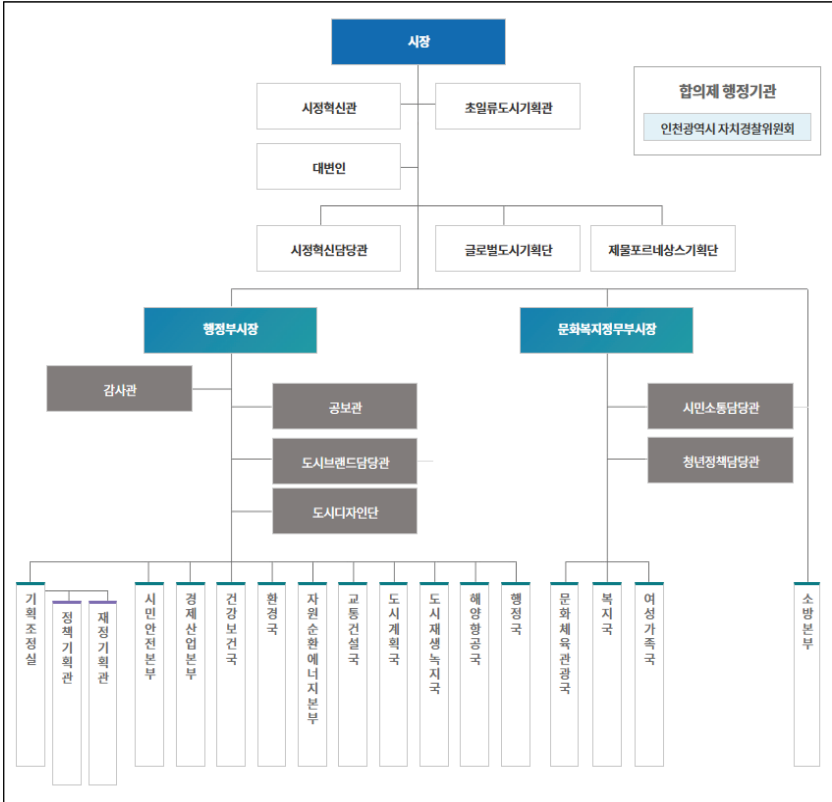 시장
합의제 행정기관
인천광역시 자치경찰위원회
시정혁신관
초일류도시기획관
대변인
시정혁신담당관
글로벌도시기획단
제물포르네상스기획단
행정부시장
문화복지정무부시장
감사관
공보관
도시브랜드담당관
도시디자인단
시민소통담당관
청년정책담당관
기획조정실
정책기획관
재정기획관
시민안전본부
경제산업본부
건강보건국
환경국
자원순환에너지본부
교통건설국
도시계획국
도시재생녹지국
해양항공국
행정국
문화체육관광국
복지국
여성가족국
소방본부